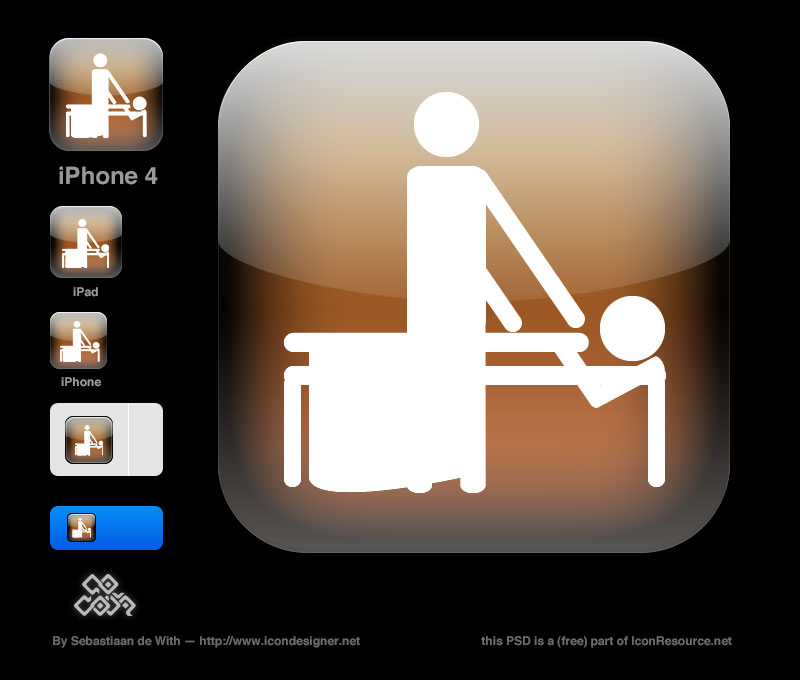 iPhone 4
iPad
iPhone
By Sebastiaan de With — http://www.icondesigner.net
this PSD is a (free) part of IconResource.net